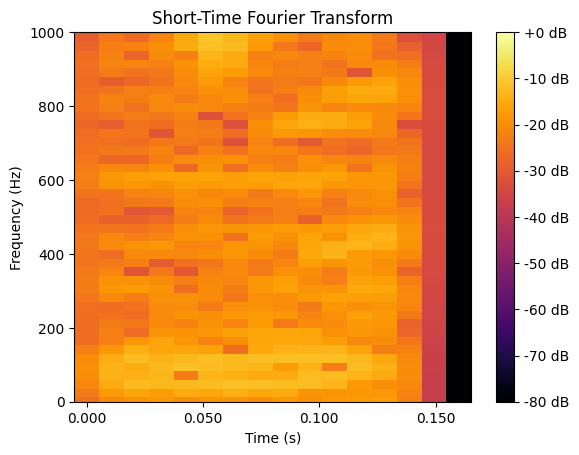 Short-Time Fourier Transform
1000
800
600
400
200
0
Frequency (Hz)
0.000
0.050
0.100
0.150
Time (s)
+0 dB
-10 dB
-20 dB
-30 dB
-40 dB
-50 dB
-60 dB
-70 dB
-80 dB